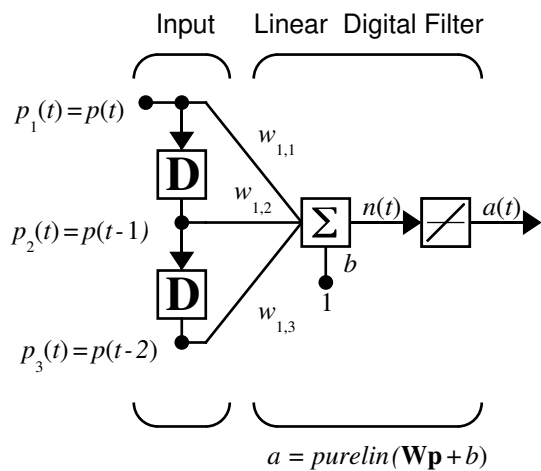 Input Linear Digital Filter
p1(t) = p(t)
w1,1
D
w1,2
p2(t) = p(t-1)
Σ n(t) a(t)
b
D
1
w1,3
p3(t) = p(t-2)
a = purelin(Wp + b)